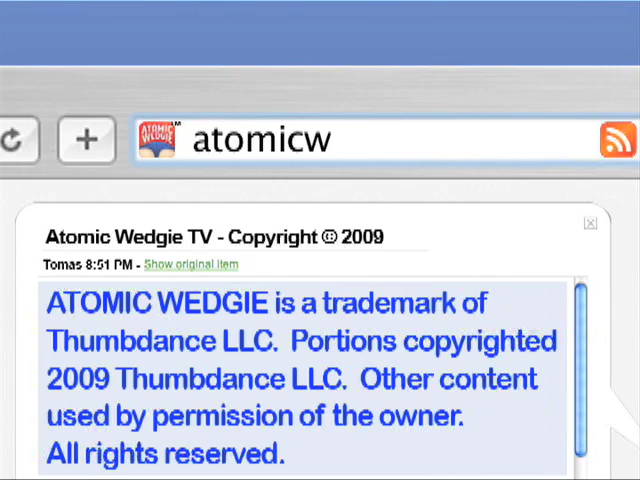 ATOMIC WEDGIE™
atomicw
Atomic Wedgie TV - Copyright © 2009
Tomas 8:51 PM - Show original item
ATOMIC WEDGIE is a trademark of
Thumbdance LLC. Portions copyrighted
2009 Thumbdance LLC. Other content
used by permission of the owner.
All rights reserved.